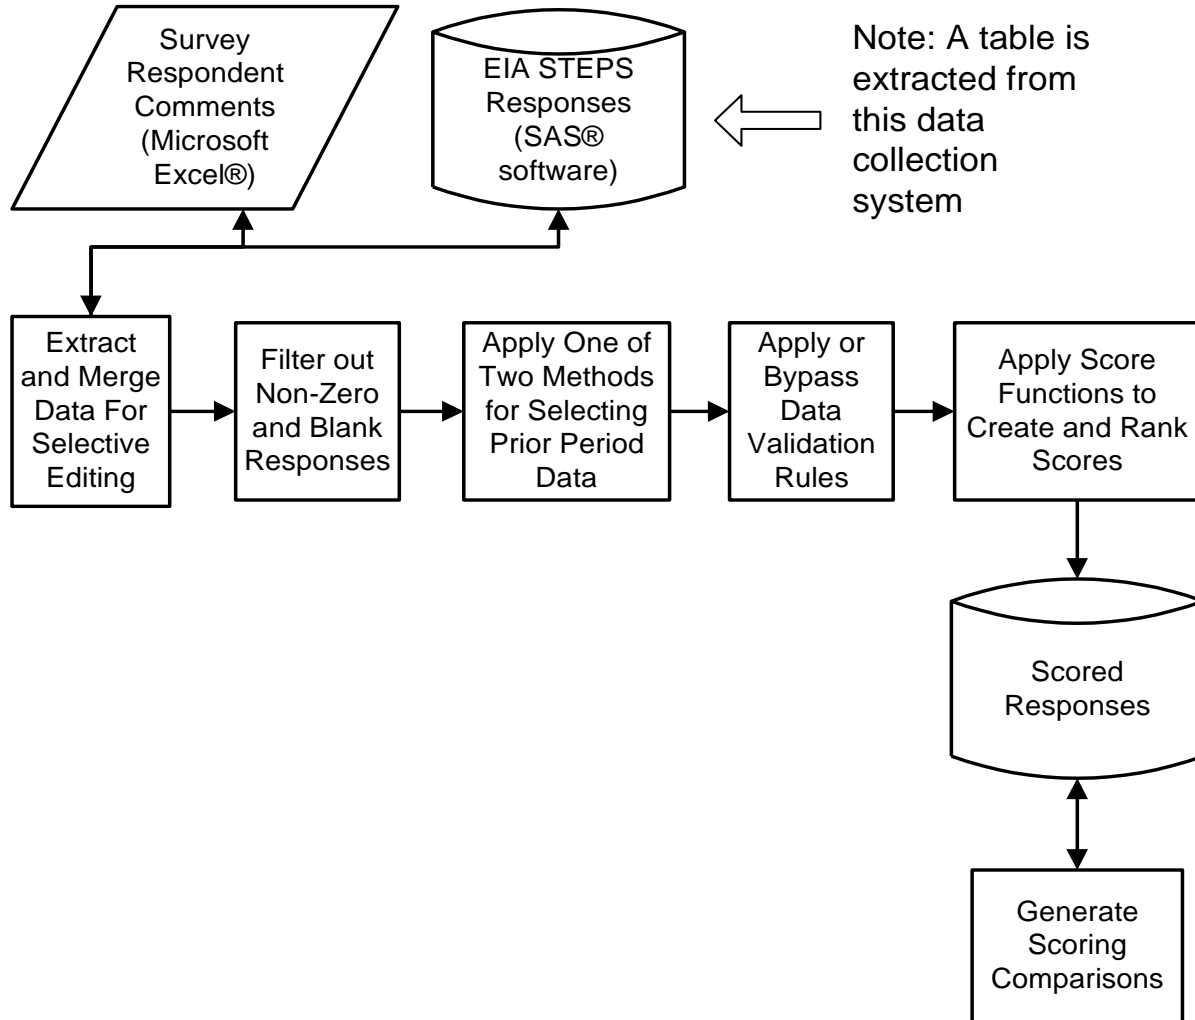 Survey
Respondent
Comments
(Microsoft
Excel®)
EIA STEPS
Responses
(SAS®
software)
Note: A table is
extracted from
this data
collection
system
Extract
and Merge
Data For
Selective
Editing
Filter out
Non-Zero
and Blank
Responses
Apply One of
Two Methods
for Selecting
Prior Period
Data
Apply or
Bypass
Data
Validation
Rules
Apply Score
Functions to
Create and Rank
Scores
Scored
Responses
Generate
Scoring
Comparisons